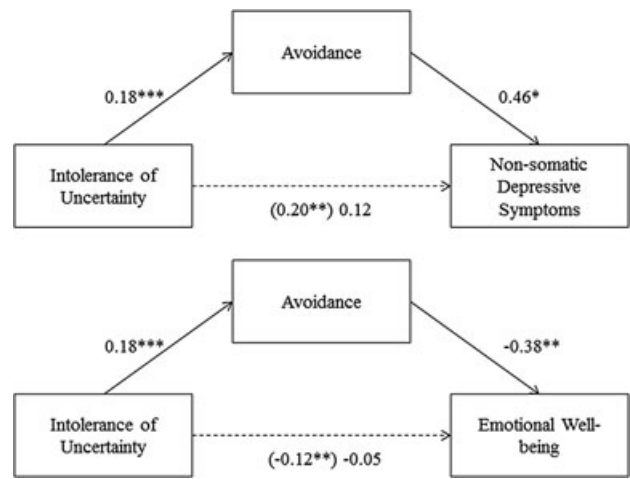 Avoidance
0.18***
0.46*
Intolerance of
Uncertainty
Non-somatic
Depressive
Symptoms
(0.20**) 0.12
Avoidance
0.18***
-0.38**
Intolerance of
Uncertainty
Emotional Well-
being
(-0.12**) -0.05